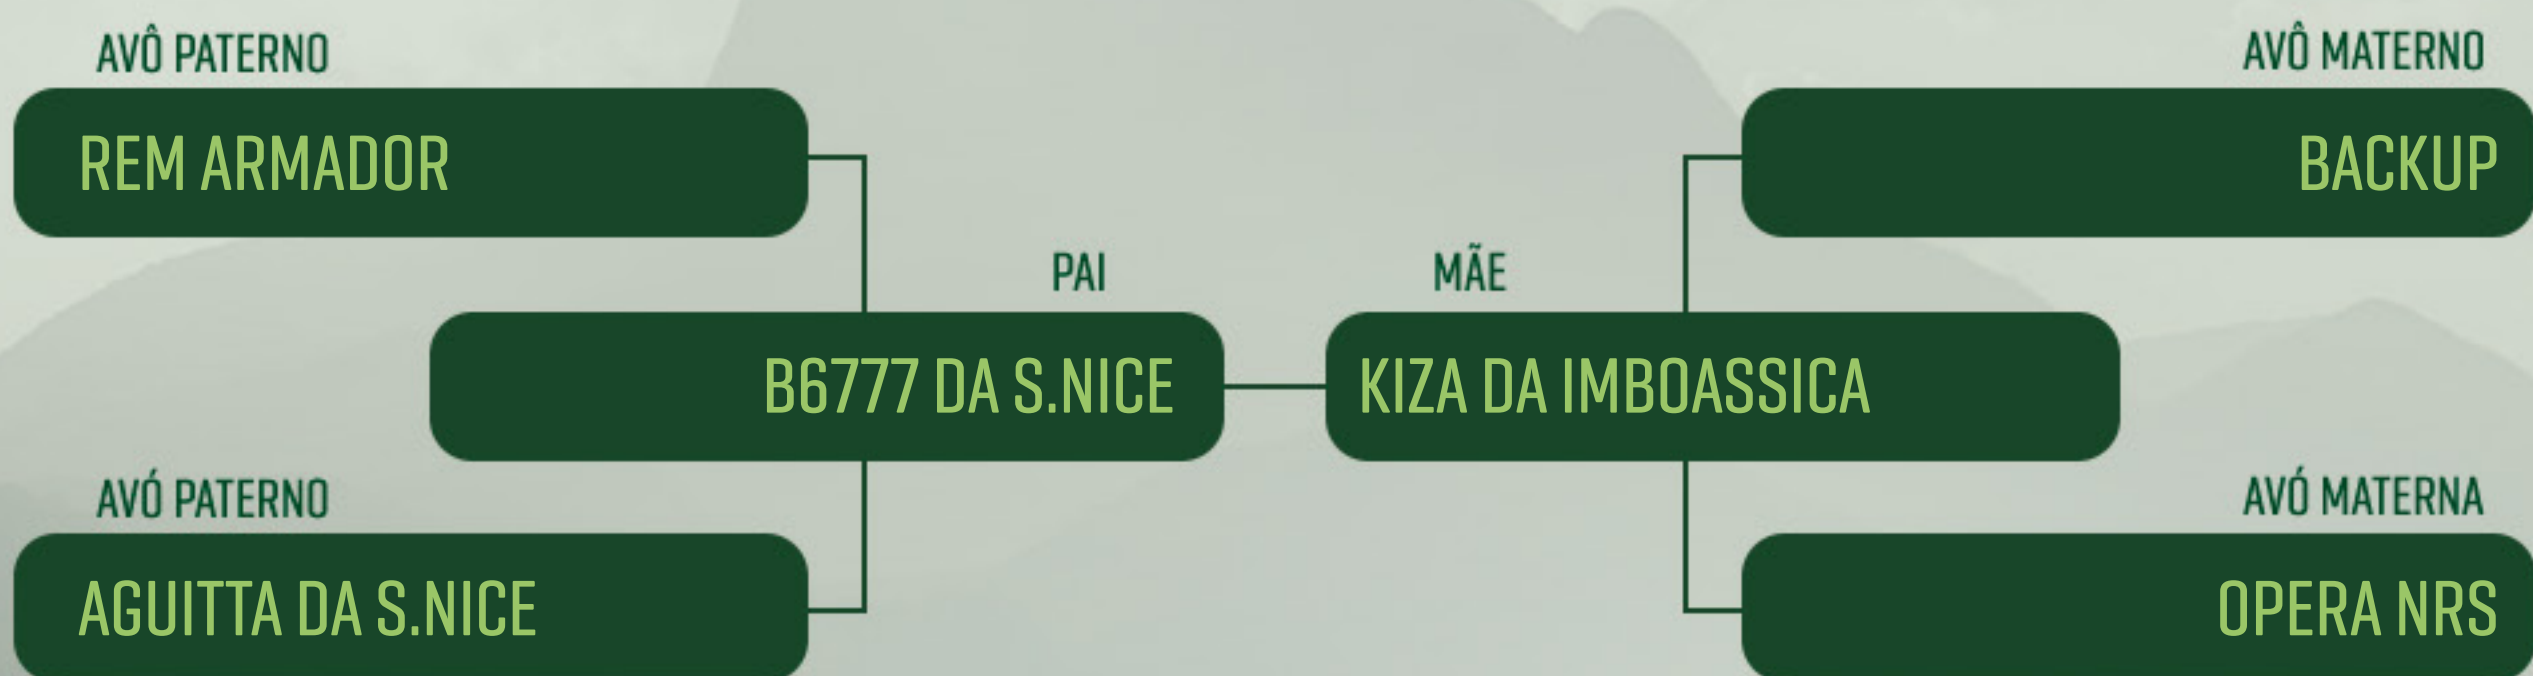 AVÔ PATERNO
AVÔ MATERNO
REM ARMADOR
BACKUP
PAI
MÃE
B6777 DA S.NICE
KIZA DA IMBOASSICA
AVÓ PATERNO
AVÓ MATERNA
AGUITTA DA S.NICE
OPERA NRS